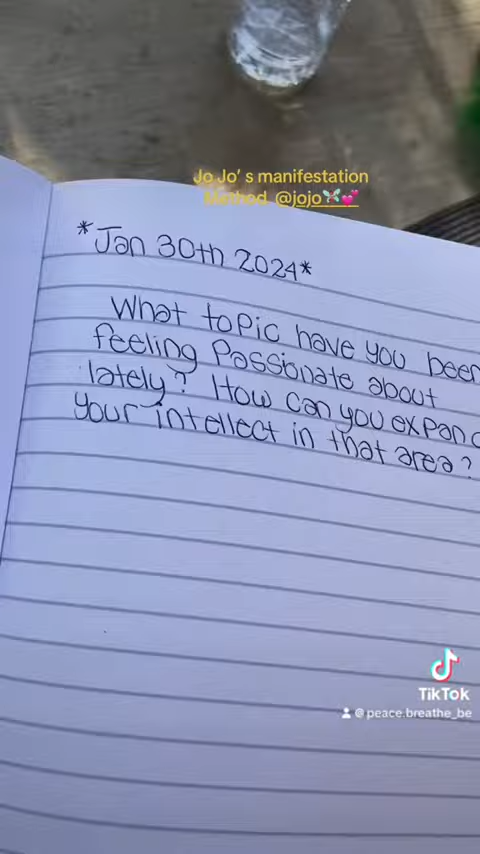 Jo Jo' s manifestation
Method @jojo🧚💕
*Jan 30th 2024*
What topic have you been
feeling Passionate about
lately? How can you expand
your intellect in that area?
TikTok
@peace.breathe_be